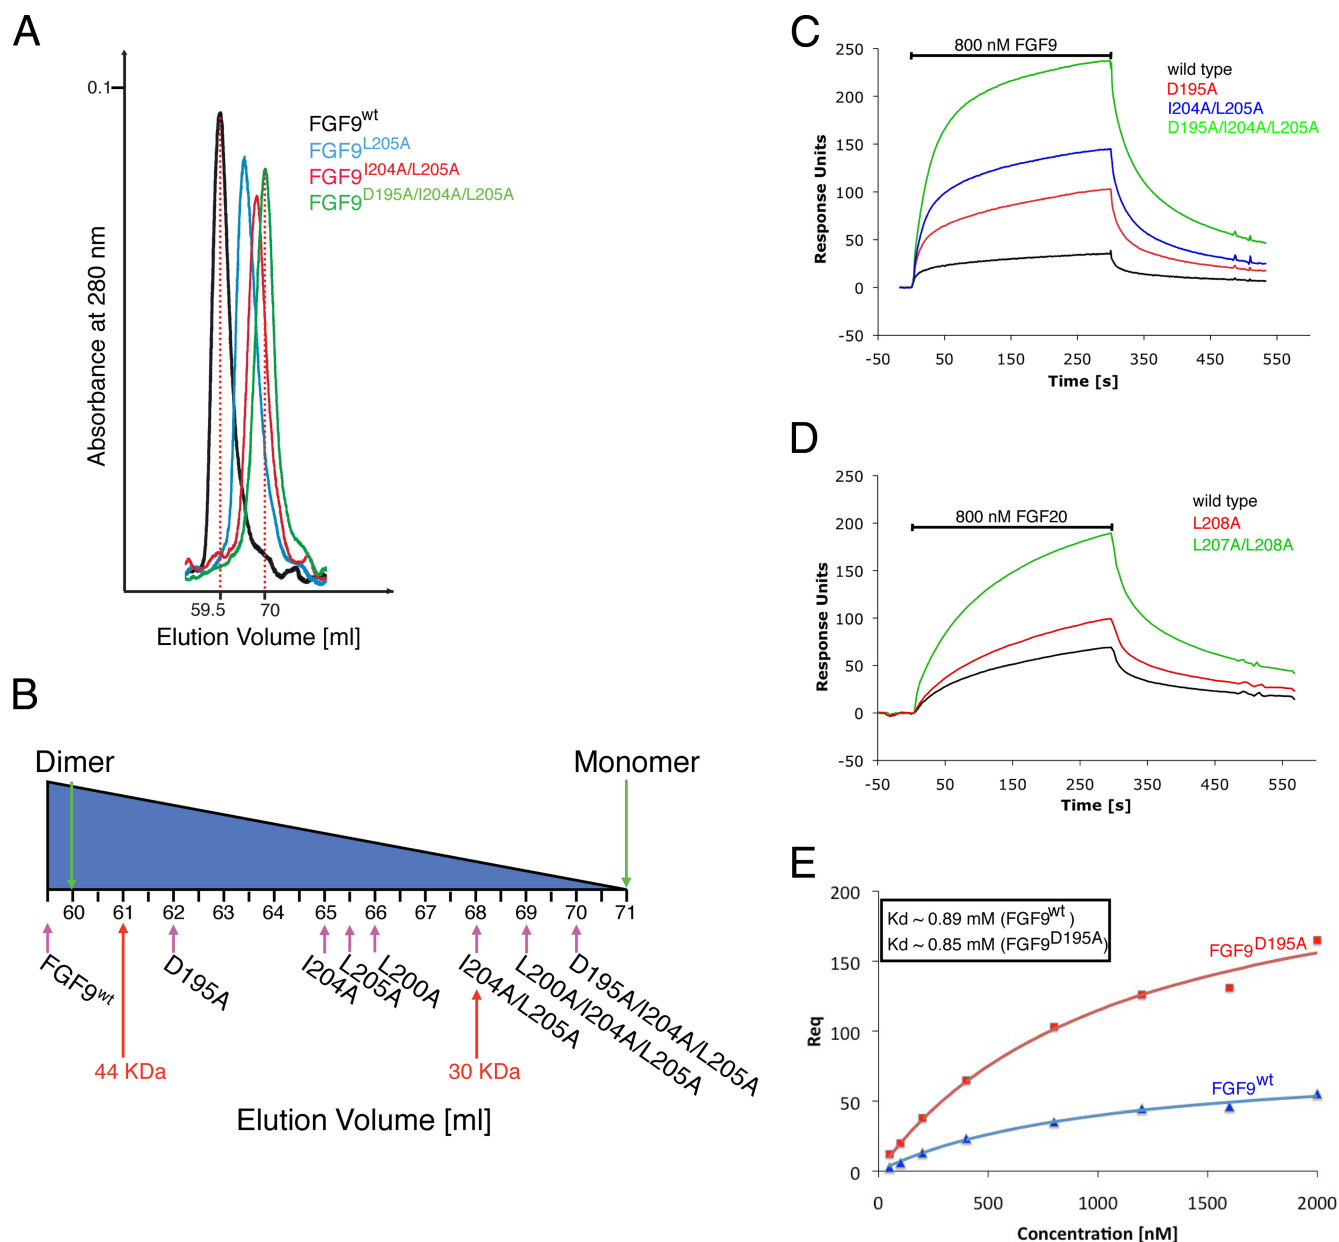 A
0.1
FGF9wt
FGF9L205A
FGF9I204A/L205A
FGF9D195A/I204A/L205A
Absorbance at 280 nm
59.5
70
Elution Volume [ml]
B
Dimer
Monomer
60 61 62 63 64 65 66 67 68 69 70 71
FGF9wt
D195A
I204A
L205A
L200A
I204A/L205A
L200A/I204A/L205A
D195A/I204A/L205A
44 KDa
30 KDa
Elution Volume [ml]
C
800 nM FGF9
wild type
D195A
I204A/L205A
D195A/I204A/L205A
250
200
150
100
50
0
-50
Response Units
-50 50 150 250 350 450 550
Time [s]
D
800 nM FGF20
wild type
L208A
L207A/L208A
250
200
150
100
50
0
-50
Response Units
-50 50 150 250 350 450 550
Time [s]
E
Kd ~ 0.89 mM (FGF9wt)
Kd ~ 0.85 mM (FGF9D195A)
FGF9D195A
FGF9wt
200
150
100
50
0
Req
0 500 1000 1500 2000
Concentration [nM]